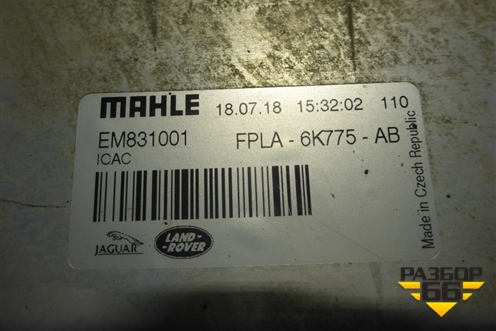 MAHLE 18.07.18 15:32:02 110
EM831001 FPLA - 6K775 - AB
ICAC
Made in Czech Republic
JAGUAR
LAND-
ROVER
РАЗБОР
66